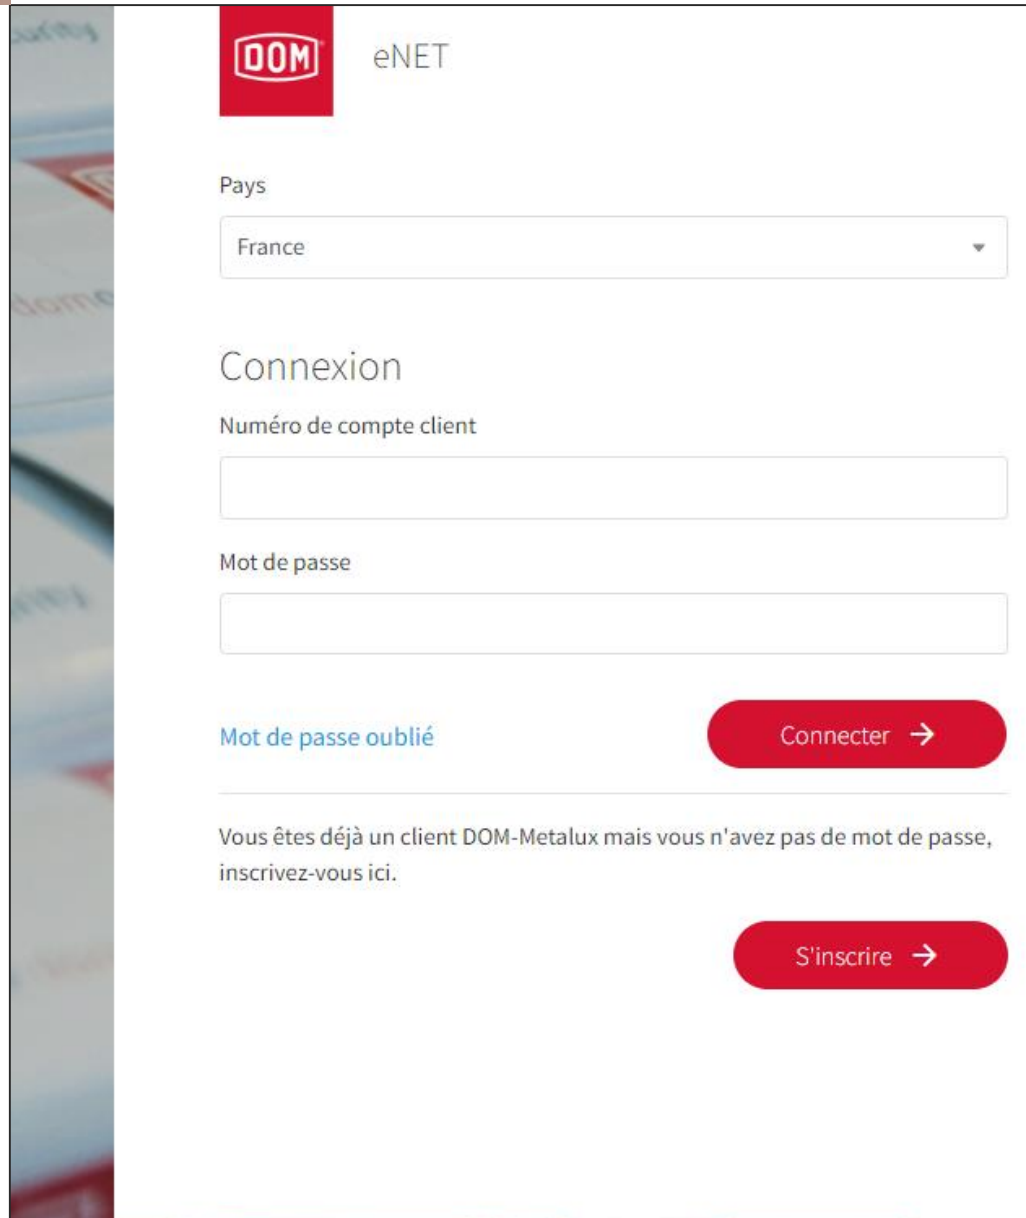 DOM
eNET
Pays
France
Connexion
Numéro de compte client
Mot de passe
Mot de passe oublié
Connecter →
Vous êtes déjà un client DOM-Metalux mais vous n'avez pas de mot de passe,
inscrivez-vous ici.
S'inscrire →